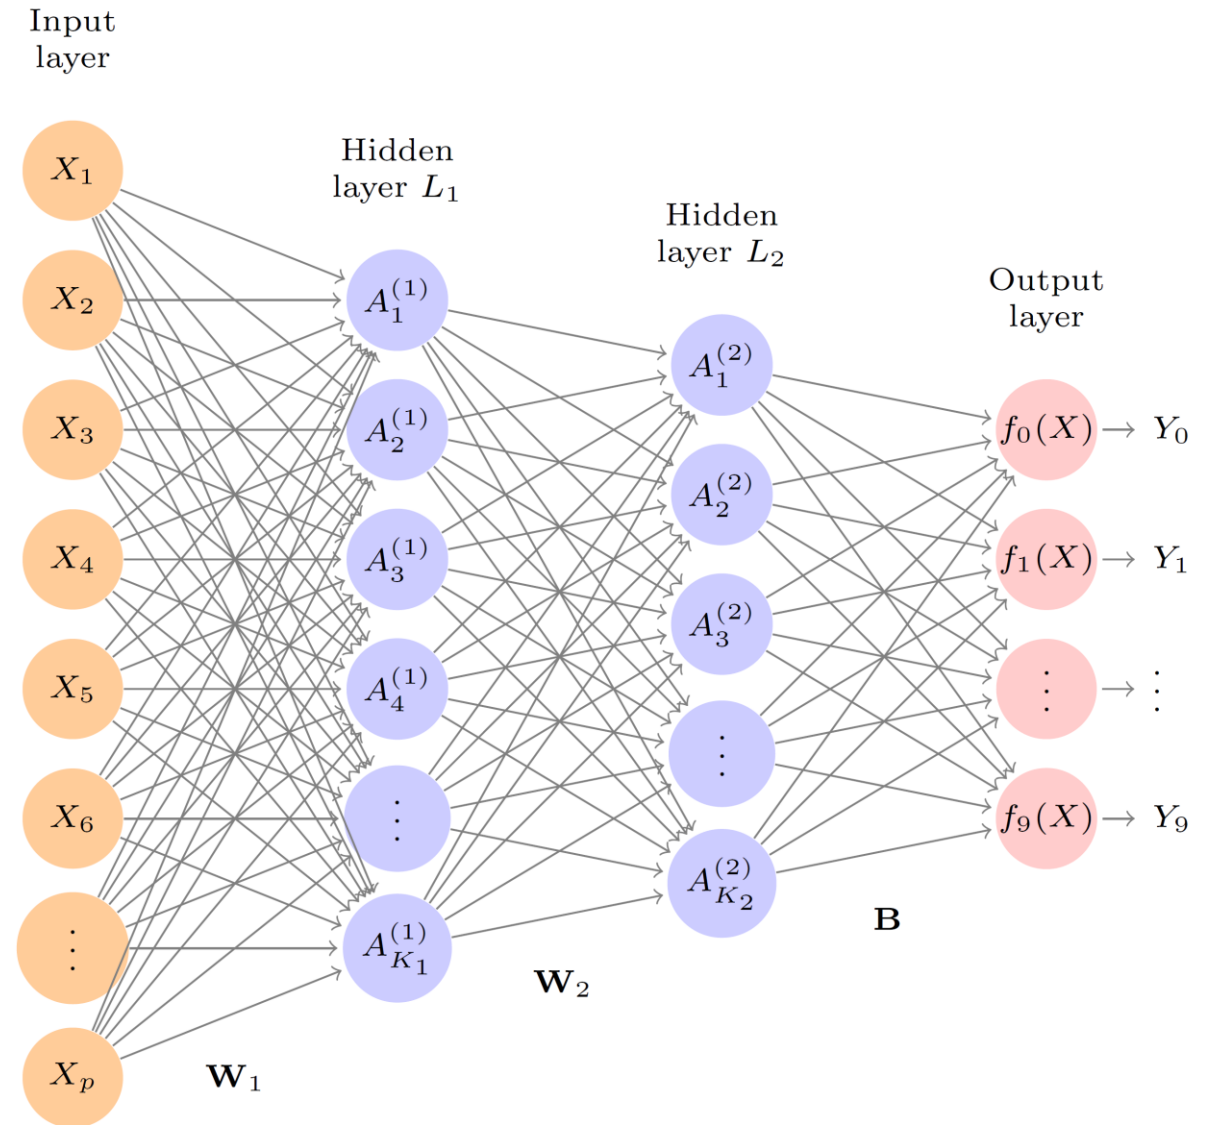 Input
layer
Hidden
layer L₁
Hidden
layer L₂
Output
layer
X₁
X₂
X₃
X₄
X₅
X₆
⋮
Xₚ
A₁⁽¹⁾
A₂⁽¹⁾
A₃⁽¹⁾
A₄⁽¹⁾
⋮
A_{K₁}⁽¹⁾
A₁⁽²⁾
A₂⁽²⁾
A₃⁽²⁾
⋮
A_{K₂}⁽²⁾
f₀(X) → Y₀
f₁(X) → Y₁
⋮ → ⋮
f₉(X) → Y₉
W₁
W₂
B